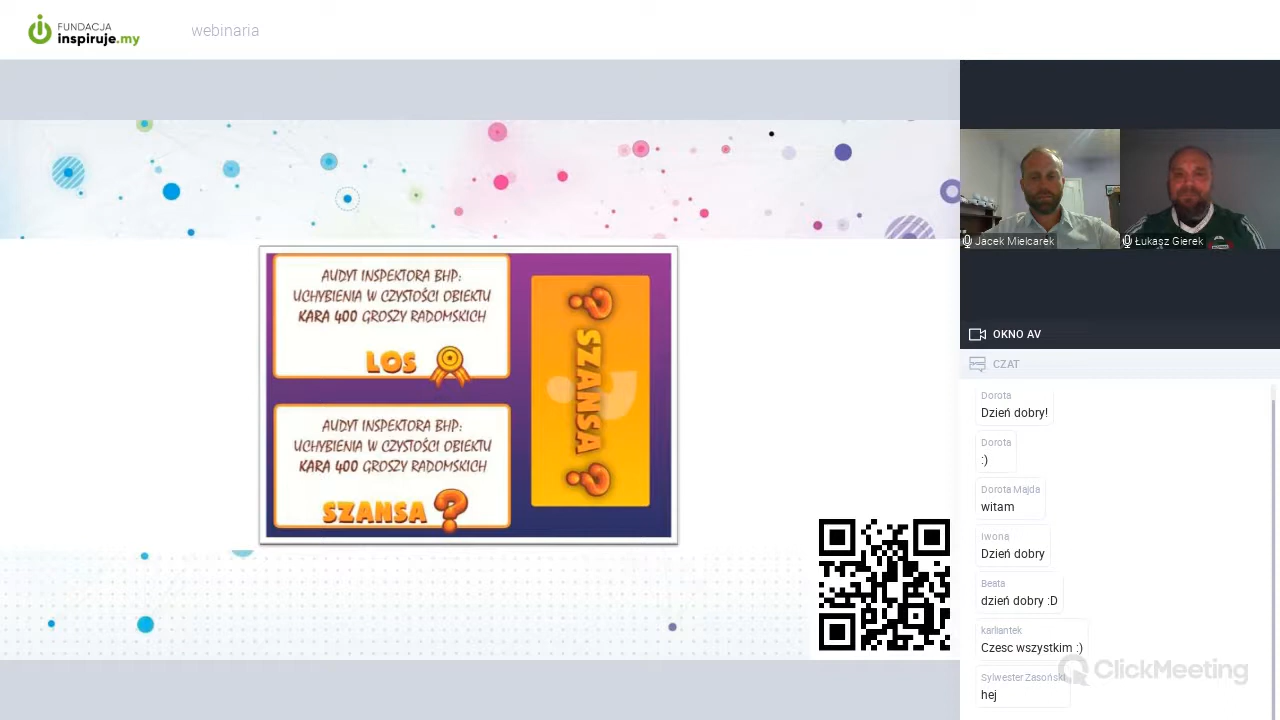 FUNDACJA
inspiruje.my
webinaria
AUDYT INSPEKTORA BHP:
UCHYBIENIA W CZYSTOŚCI OBIEKTU
KARA 400 GROSZY RADOMSKICH
LOS
AUDYT INSPEKTORA BHP:
UCHYBIENIA W CZYSTOŚCI OBIEKTU
KARA 400 GROSZY RADOMSKICH
SZANSA ?
? SZANSA ?
Jacek Mielcarek
Łukasz Gierek
OKNO AV
CZAT
Dorota
Dzień dobry!
Dorota
:)
Dorota Majda
witam
Iwona
Dzień dobry
Beata
dzień dobry :D
karliantek
Czesc wszystkim :)
Sylwester Zasoński
hej
ClickMeeting